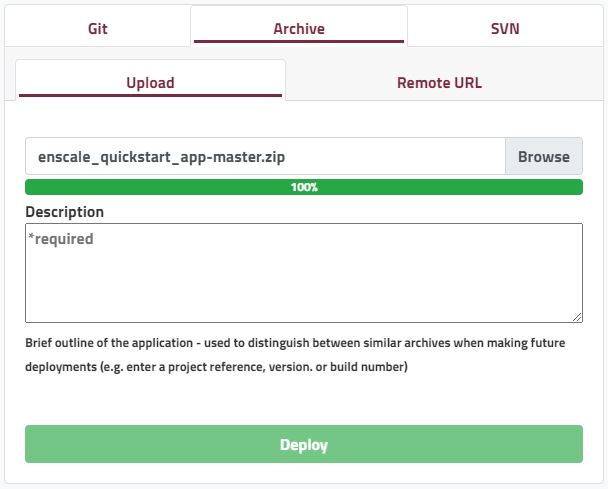 Git Archive SVN
Upload Remote URL
enscale_quickstart_app-master.zip Browse
100%
Description
*required
Brief outline of the application - used to distinguish between similar archives when making future
deployments (e.g. enter a project reference, version. or build number)
Deploy